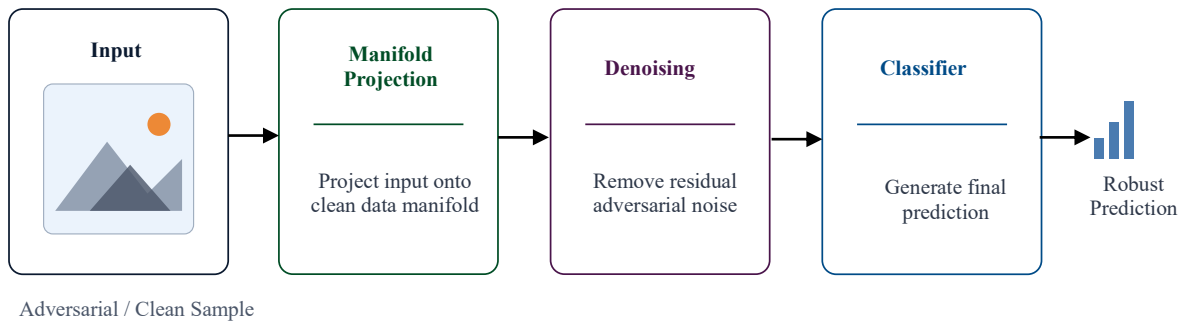 Input
Manifold
Projection
Denoising
Classifier
Project input onto
clean data manifold
Remove residual
adversarial noise
Generate final
prediction
Robust
Prediction
Adversarial / Clean Sample